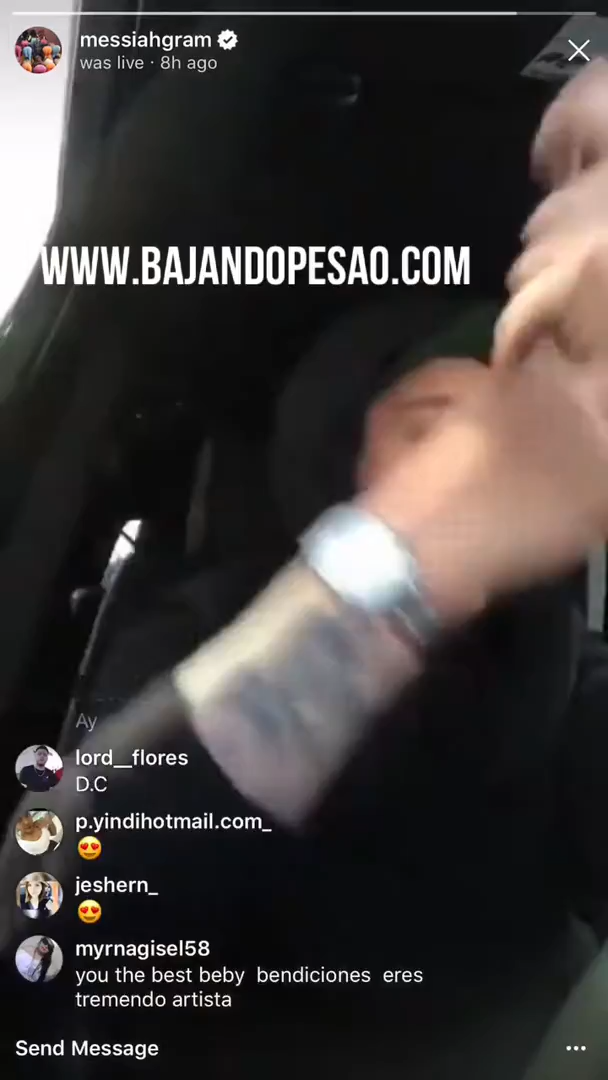 messiahgram
was live · 8h ago
WWW.BAJANDOPESAO.COM
Ay
lord__flores
D.C
p.yindihotmail.com_
😍
jeshern_
😍
myrnagisel58
you the best beby bendiciones eres
tremendo artista
Send Message